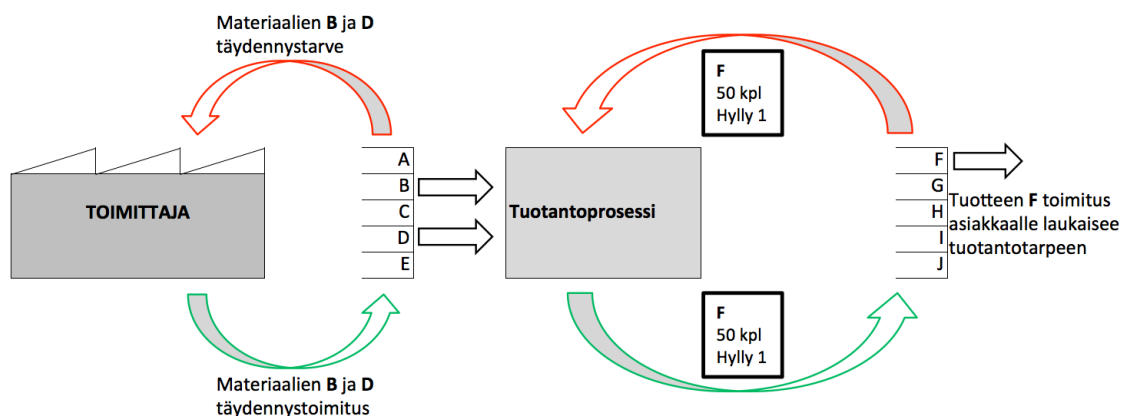 Materiaalien B ja D
täydennystarve
F
50 kpl
Hylly 1
TOIMITTAJA
A
B
C
D
E
Tuotantoprosessi
F
G
H
I
J
Tuotteen F toimitus
asiakkaalle laukaisee
tuotantotarpeen
F
50 kpl
Hylly 1
Materiaalien B ja D
täydennystoimitus